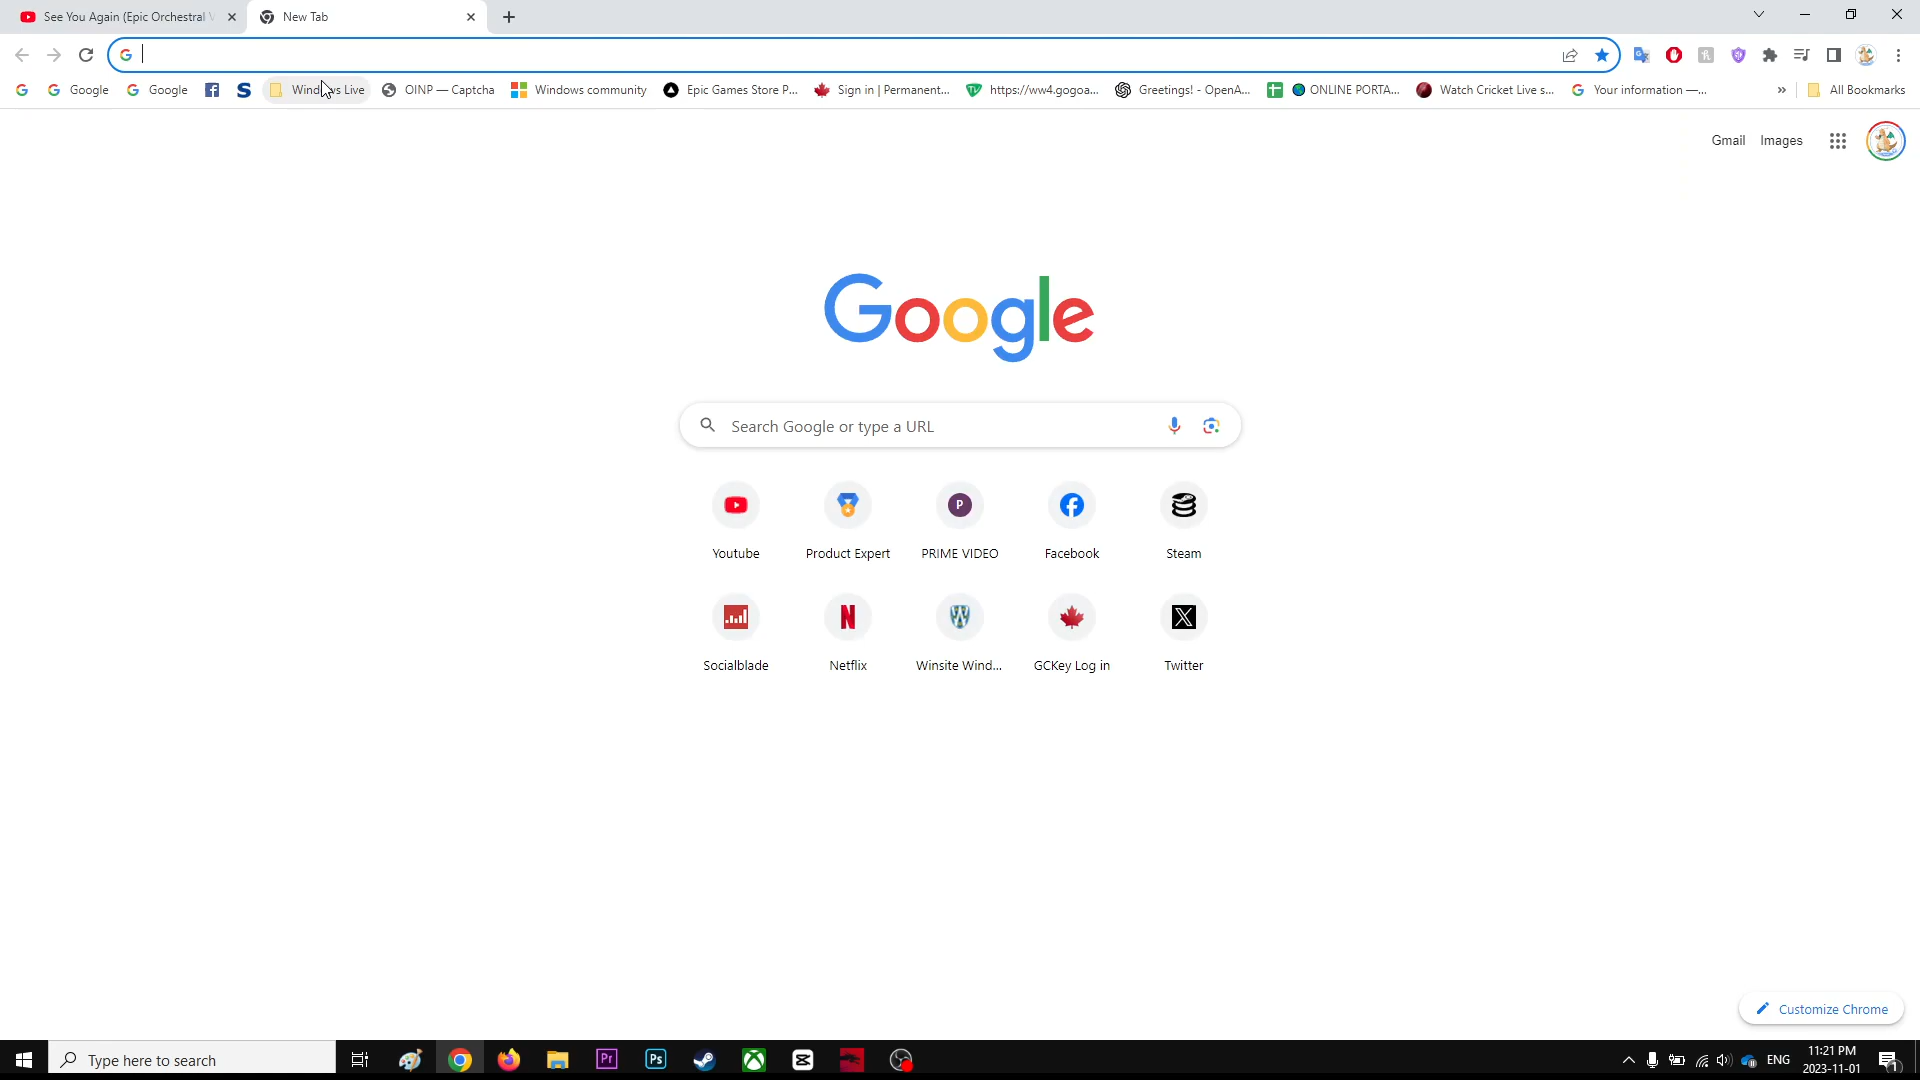 See You Again (Epic Orchestral
New Tab
Google
Google
Windows Live
OINP — Captcha
Windows community
Epic Games Store P...
Sign in | Permanent...
https://ww4.gogoa...
Greetings! - OpenA...
ONLINE PORTA...
Watch Cricket Live s...
Your information —...
»
All Bookmarks
Gmail
Images
Google
Search Google or type a URL
Youtube
Product Expert
PRIME VIDEO
Facebook
Steam
Socialblade
Netflix
Winsite Wind...
GCKey Log in
Twitter
Customize Chrome
Type here to search
ENG
11:21 PM
2023-11-01